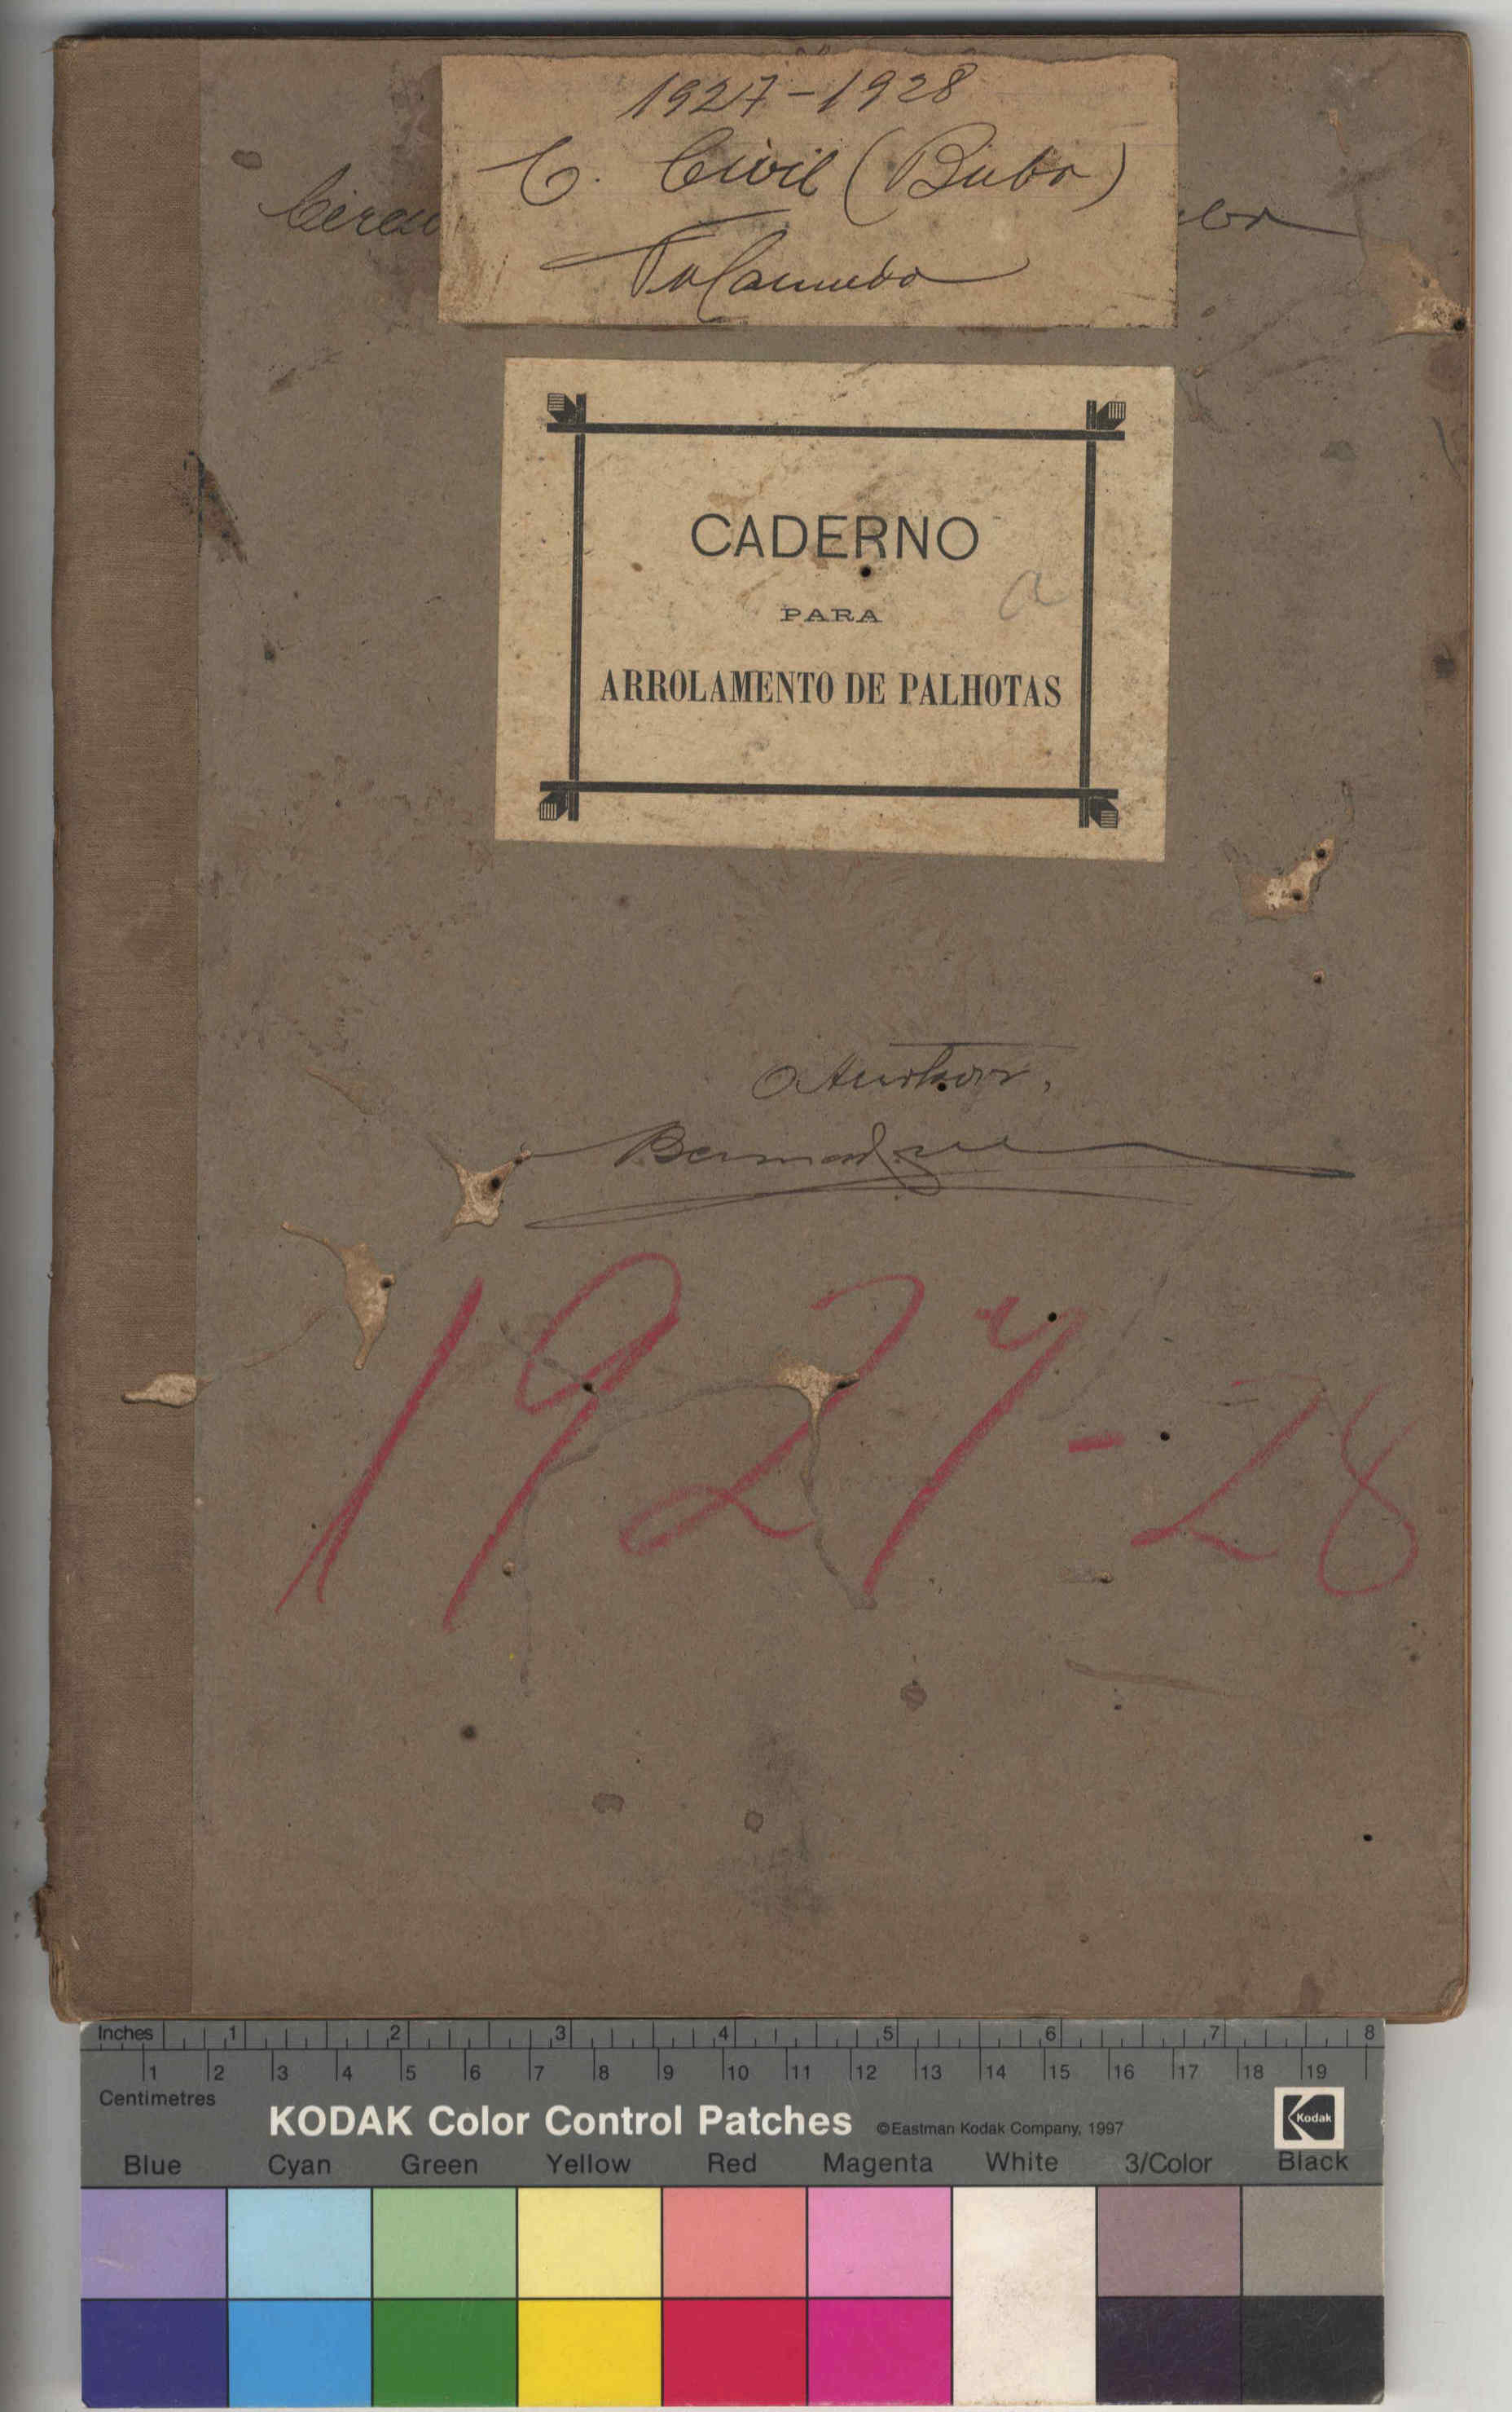 1927-1928
C. Civil (Buba)
CADERNO
PARA
a
ARROLAMENTO DE PALHOTAS
O
1927-28
Inches 1 2 3 4 5 6 7 8
1 2 3 4 5 6 7 8 9 10 11 12 13 14 15 16 17 18 19
Centimetres
KODAK Color Control Patches ©Eastman Kodak Company, 1997 Kodak
Blue Cyan Green Yellow Red Magenta White 3/Color Black